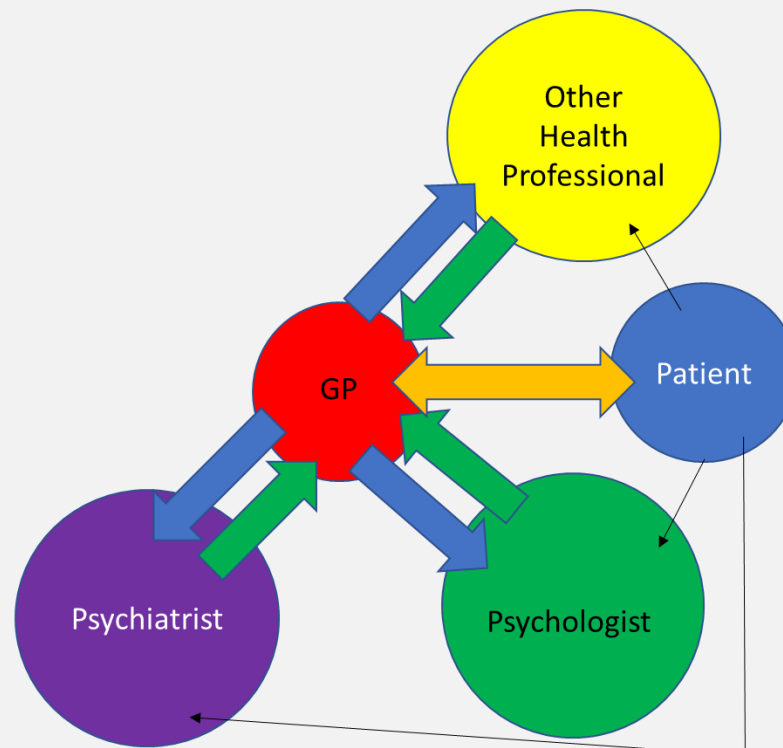 Other
Health
Professional
GP
Patient
Psychiatrist
Psychologist